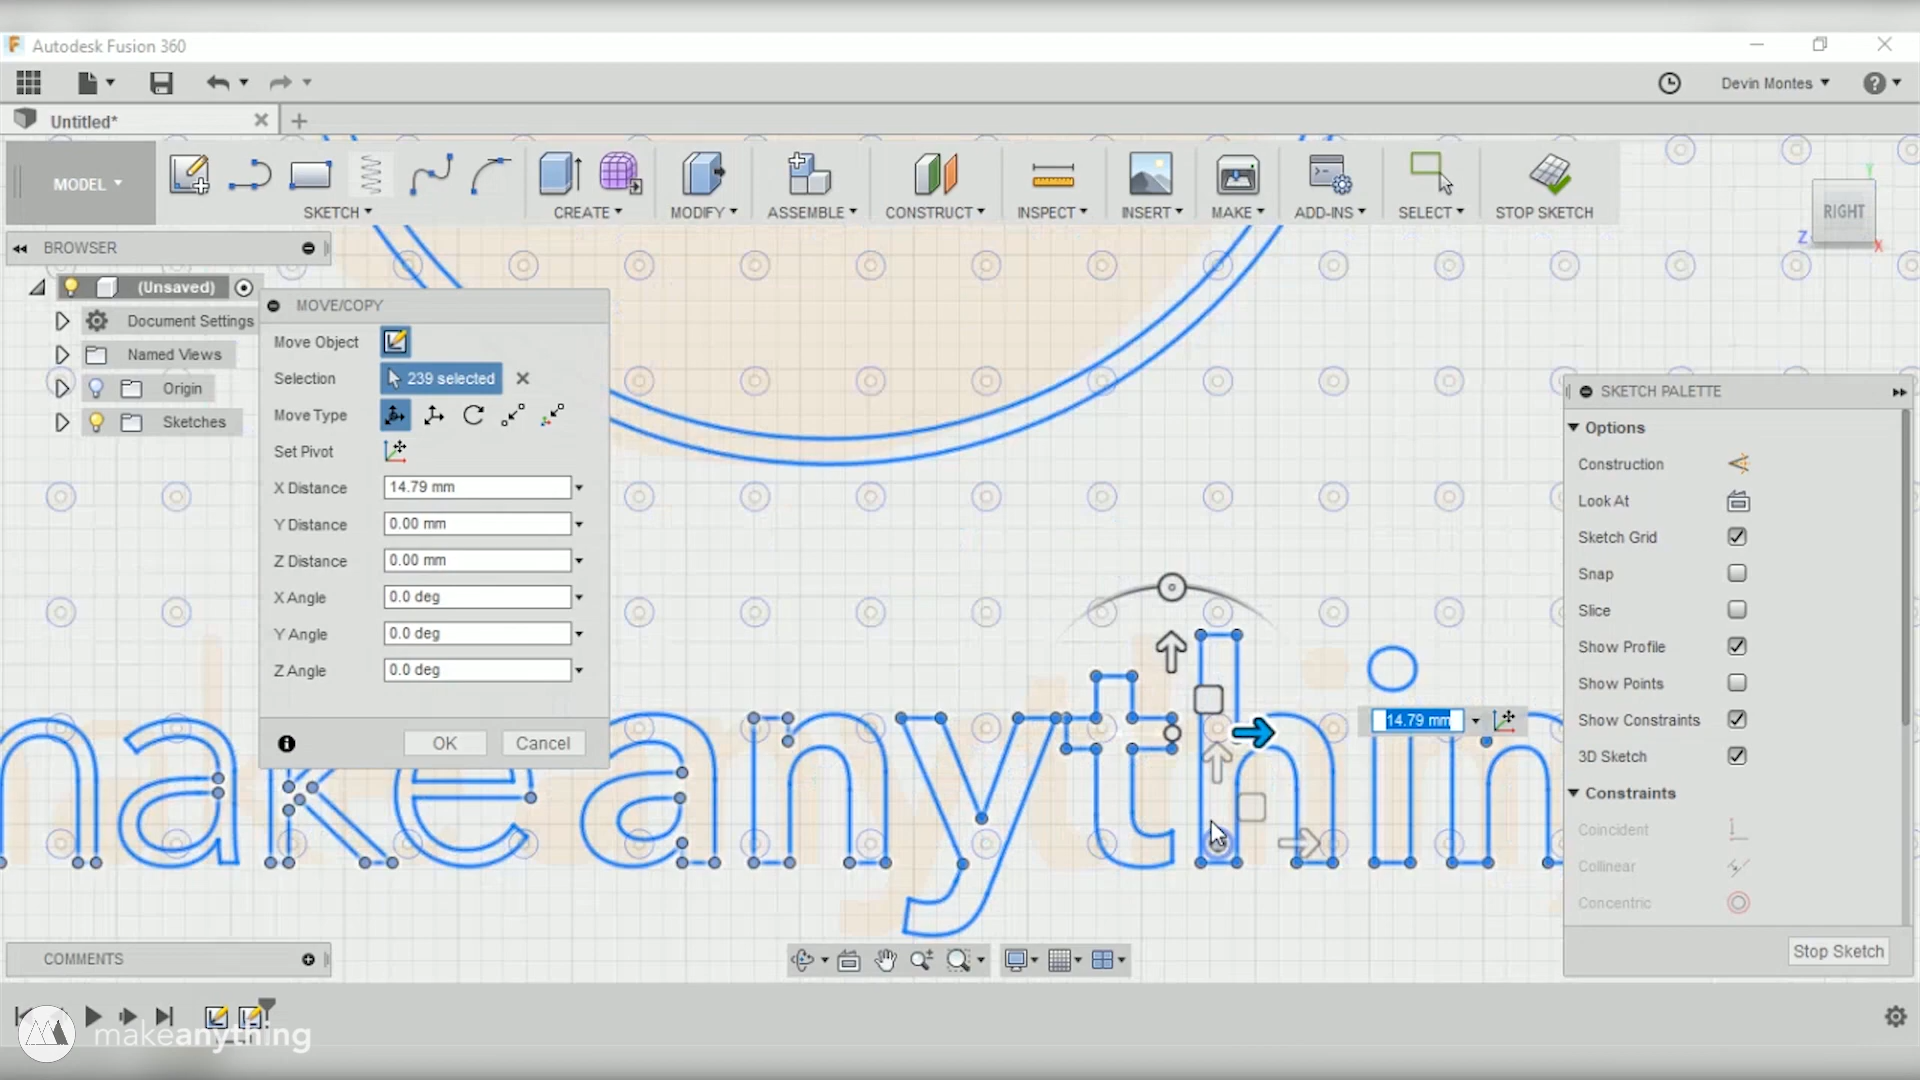 Autodesk Fusion 360
Devin Montes
Untitled*
MODEL
SKETCH
CREATE
MODIFY
ASSEMBLE
CONSTRUCT
INSPECT
INSERT
MAKE
ADD-INS
SELECT
STOP SKETCH
RIGHT
Y
Z
X
BROWSER
(Unsaved)
Document Settings
Named Views
Origin
Sketches
MOVE/COPY
Move Object
Selection 239 selected
Move Type
Set Pivot
X Distance 14.79 mm
Y Distance 0.00 mm
Z Distance 0.00 mm
X Angle 0.0 deg
Y Angle 0.0 deg
Z Angle 0.0 deg
OK Cancel
SKETCH PALETTE
Options
Construction
Look At
Sketch Grid
Snap
Slice
Show Profile
Show Points
Show Constraints
3D Sketch
Constraints
Coincident
Collinear
Concentric
Stop Sketch
14.79 mm
makeanythin
COMMENTS
makeanything